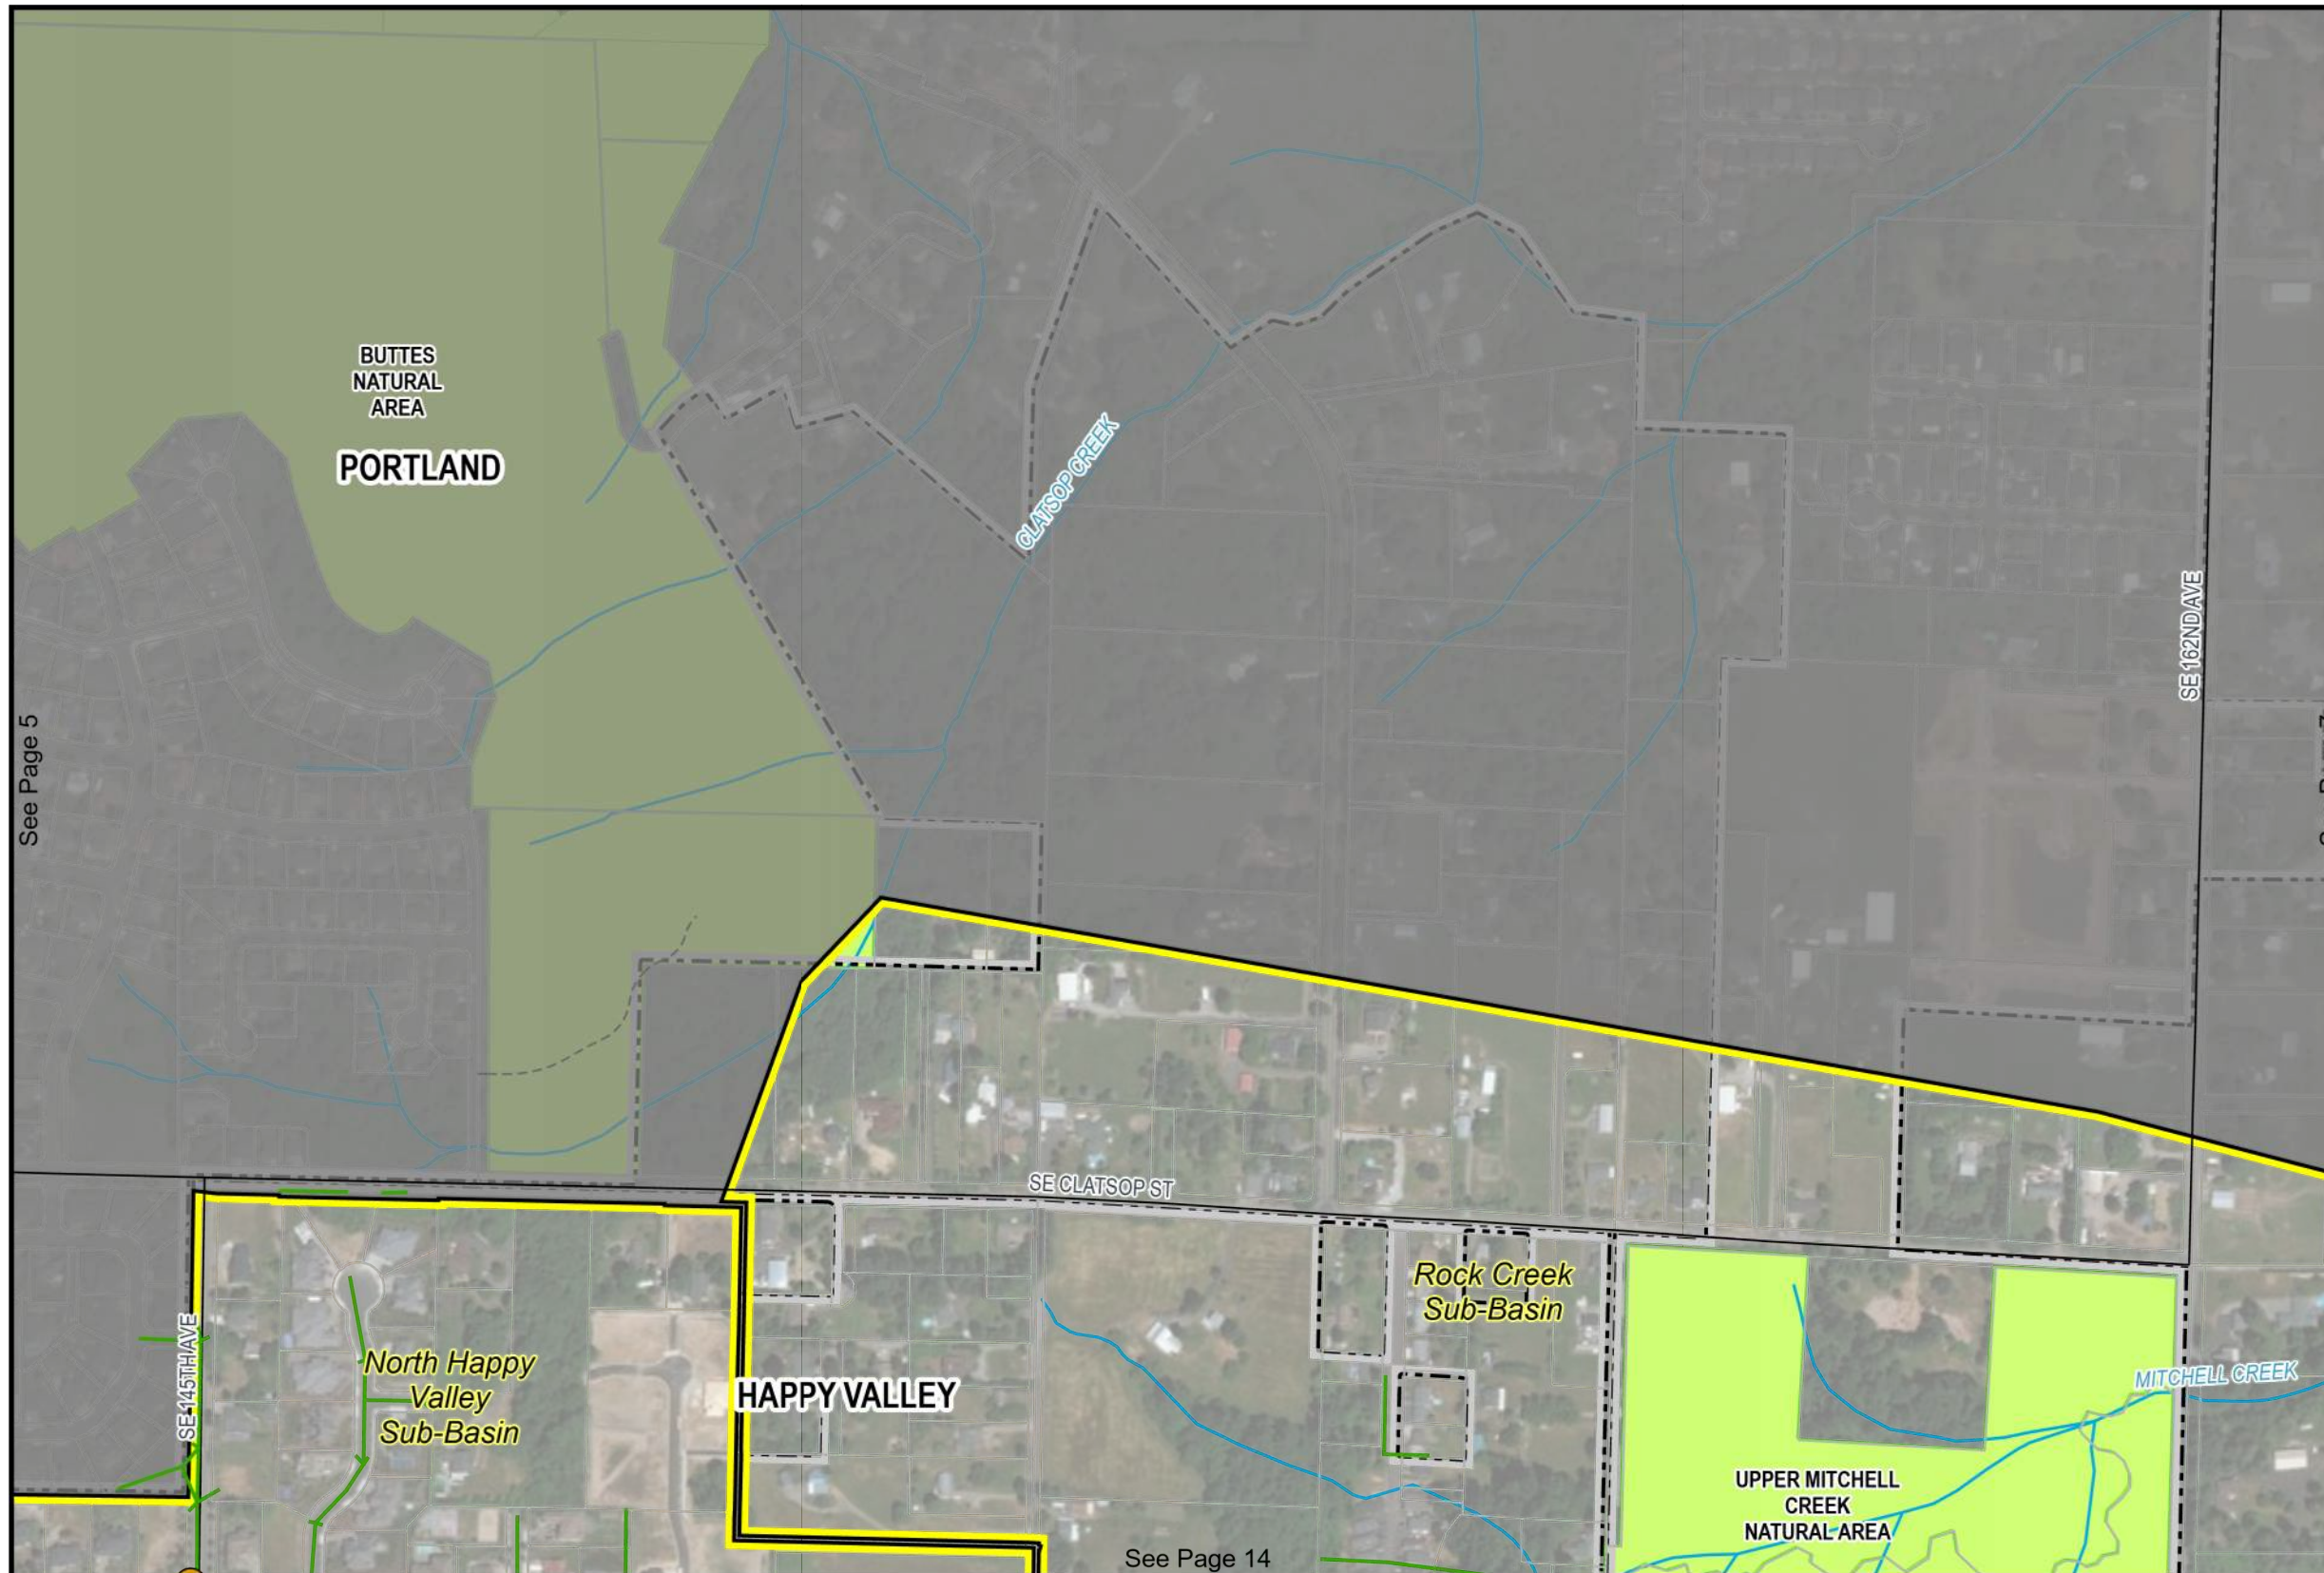 BUTTES
NATURAL
AREA
PORTLAND
CLATSOP CREEK
SE 162ND AVE
See Page 5
SE CLATSOP ST
Rock Creek
Sub-Basin
SE 145TH AVE
North Happy
Valley
Sub-Basin
HAPPY VALLEY
MITCHELL CREEK
UPPER MITCHELL
CREEK
NATURAL AREA
See Page 14